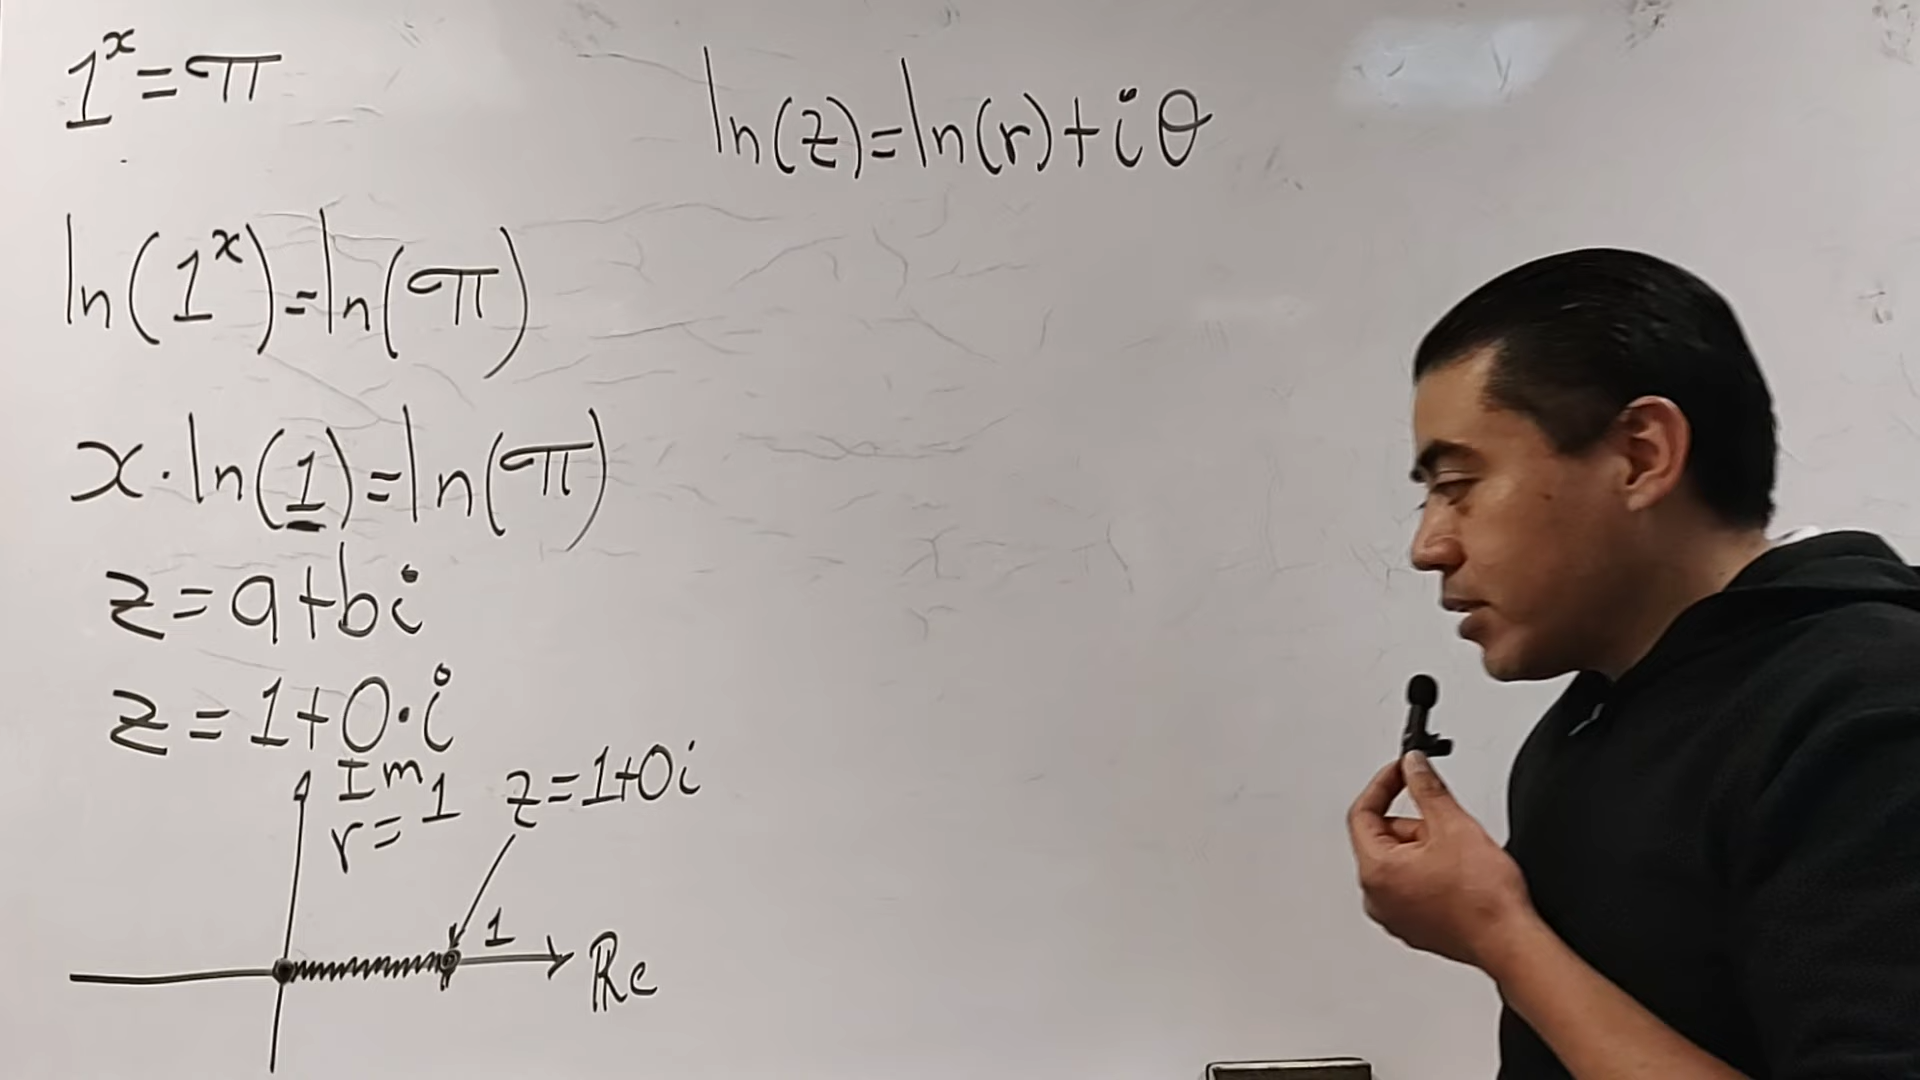 1^x = π
ln(z) = ln(r) + iθ
ln(1^x) = ln(π)
x · ln(1) = ln(π)
z = a + bi
z = 1 + 0 · i
Im
r = 1
z = 1 + 0i
1
Re